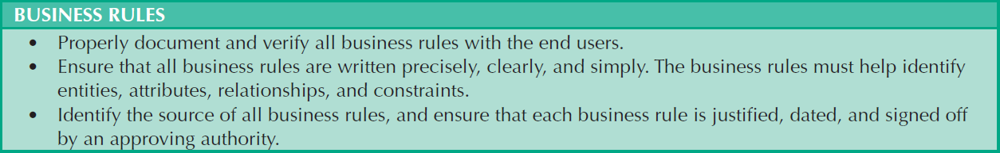 BUSINESS RULES
• Properly document and verify all business rules with the end users.
• Ensure that all business rules are written precisely, clearly, and simply. The business rules must help identify
entities, attributes, relationships, and constraints.
• Identify the source of all business rules, and ensure that each business rule is justified, dated, and signed off
by an approving authority.